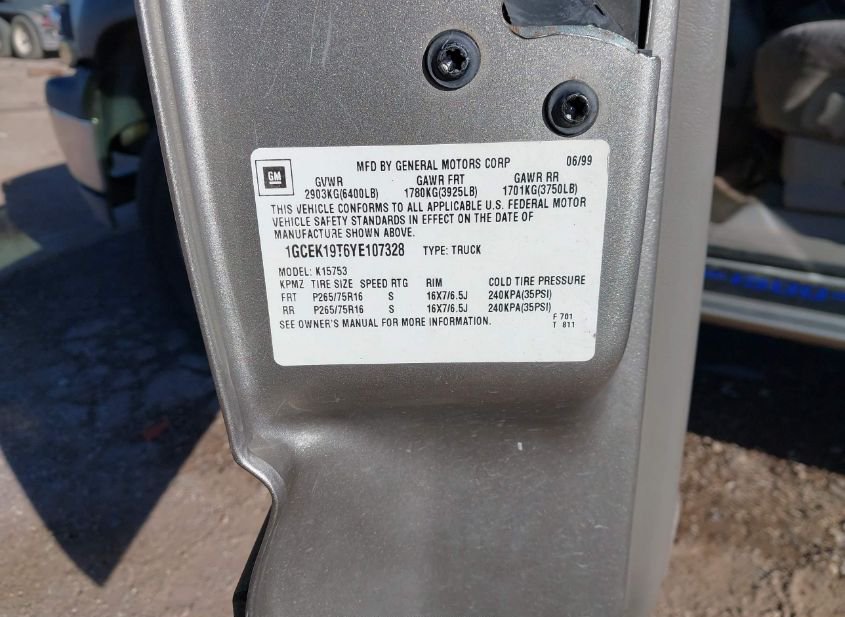 GM
MFD BY GENERAL MOTORS CORP 06/99
GVWR GAWR FRT GAWR RR
2903KG(6400LB) 1780KG(3925LB) 1701KG(3750LB)
THIS VEHICLE CONFORMS TO ALL APPLICABLE U.S. FEDERAL MOTOR
VEHICLE SAFETY STANDARDS IN EFFECT ON THE DATE OF
MANUFACTURE SHOWN ABOVE.
1GCEK19T6YE107328 TYPE: TRUCK
MODEL: K15753
KPMZ TIRE SIZE SPEED RTG RIM COLD TIRE PRESSURE
FRT P265/75R16 S 16X7/6.5J 240KPA(35PSI)
RR P265/75R16 S 16X7/6.5J 240KPA(35PSI)
SEE OWNER'S MANUAL FOR MORE INFORMATION.
F 701
T 811